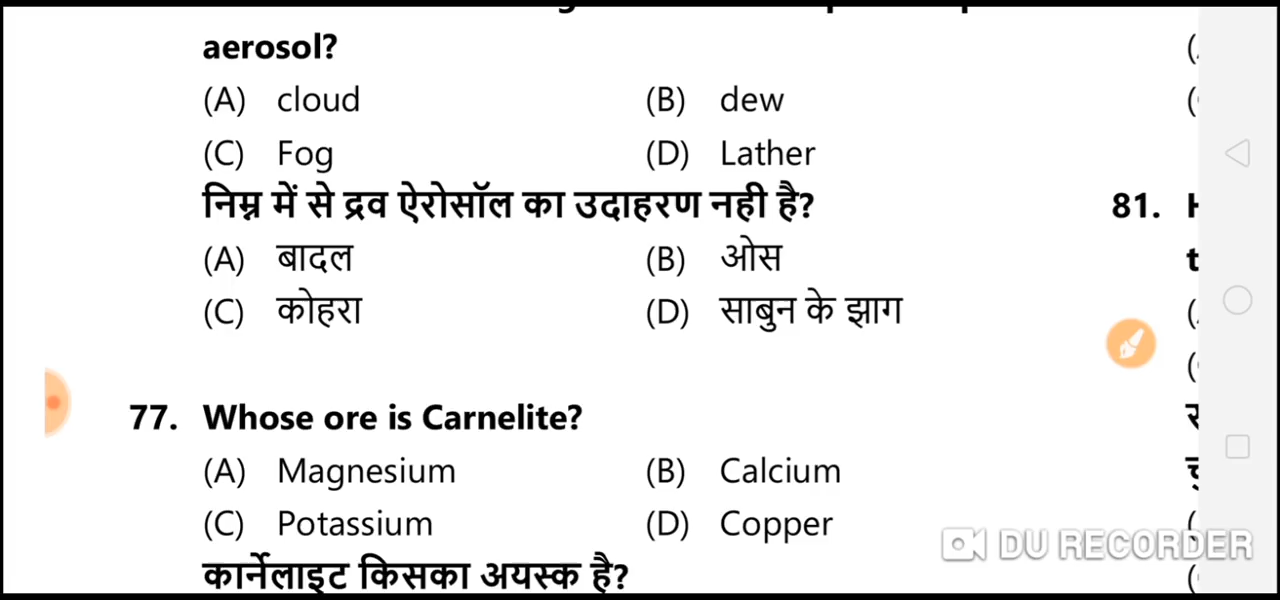 aerosol?
(A) cloud (B) dew
(C) Fog (D) Lather
निम्न में से द्रव ऐरोसॉल का उदाहरण नही है?
(A) बादल (B) ओस
(C) कोहरा (D) साबुन के झाग
81.
77. Whose ore is Carnelite?
(A) Magnesium (B) Calcium
(C) Potassium (D) Copper
कार्नेलाइट किसका अयस्क है?
DU RECORDER